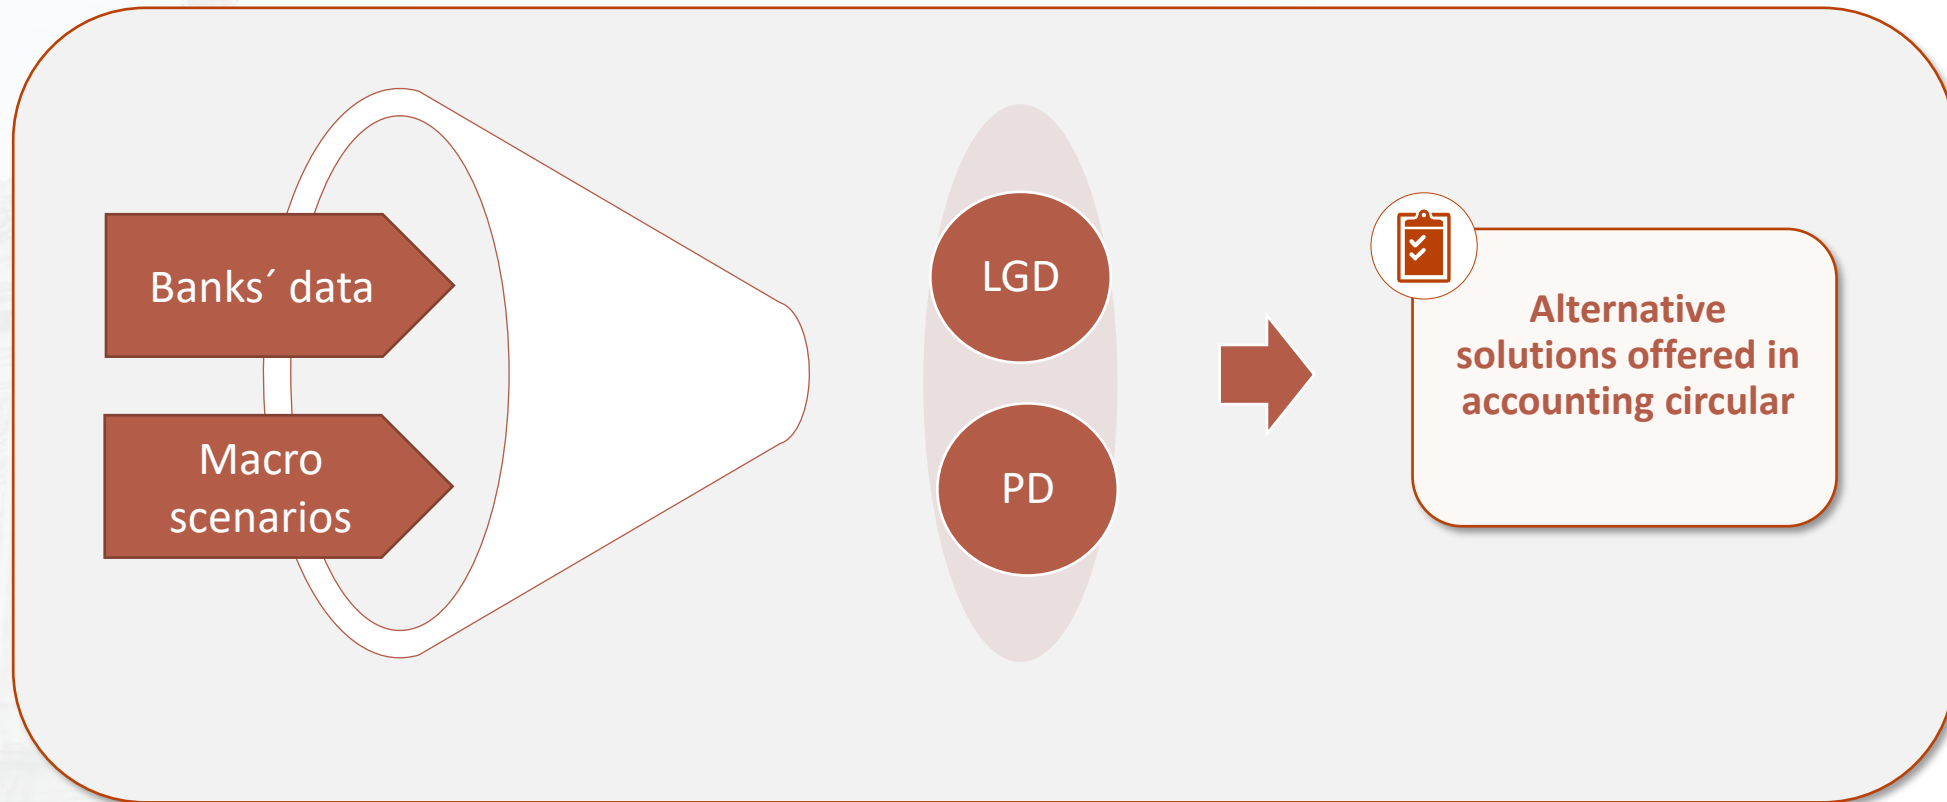 Banks´ data
Macro
scenarios
LGD
PD
Alternative
solutions offered in
accounting circular